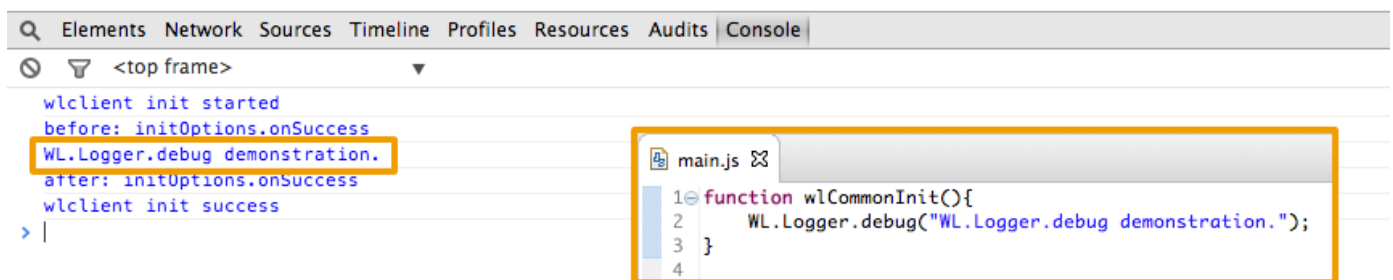 Elements Network Sources Timeline Profiles Resources Audits Console
<top frame>
wlclient init started
before: initOptions.onSuccess
WL.Logger.debug demonstration.
after: initOptions.onSuccess
wlclient init success
>
main.js
1 function wlCommonInit(){
2 WL.Logger.debug("WL.Logger.debug demonstration.");
3 }
4